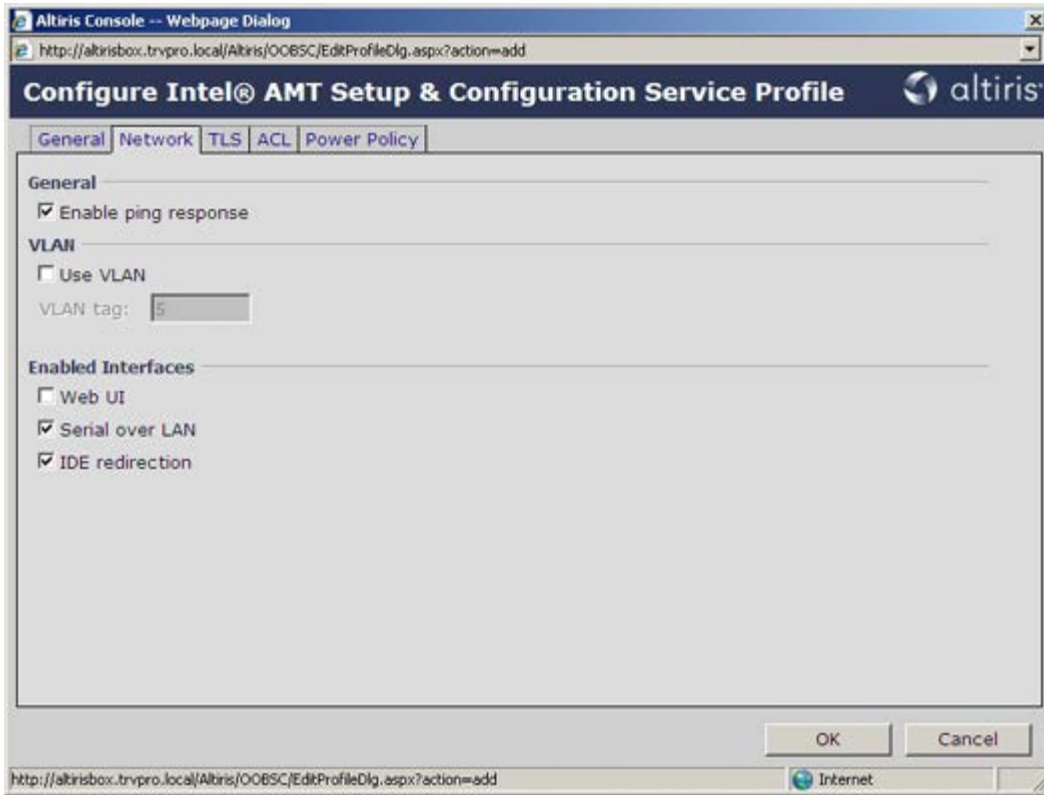 Altiris Console -- Webpage Dialog
http://altirisbox.trvpro.local/Altiris/OOBSC/EditProfileDlg.aspx?action=add
Configure Intel® AMT Setup & Configuration Service Profile altiris
General Network TLS ACL Power Policy
General
Enable ping response
VLAN
Use VLAN
VLAN tag: 5
Enabled Interfaces
Web UI
Serial over LAN
IDE redirection
OK Cancel
http://altirisbox.trvpro.local/Altiris/OOBSC/EditProfileDlg.aspx?action=add Internet